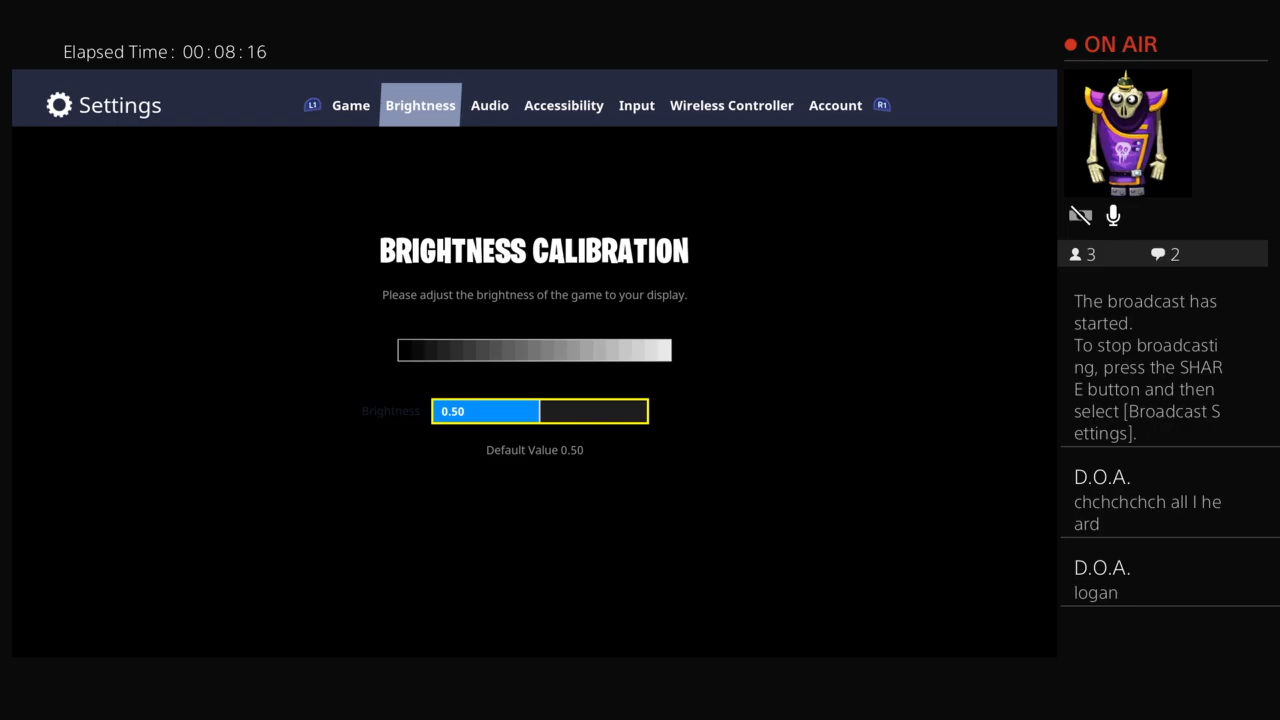 Elapsed Time: 00:08:16
ON AIR
Settings
L1 Game Brightness Audio Accessibility Input Wireless Controller Account R1
3 2
BRIGHTNESS CALIBRATION
Please adjust the brightness of the game to your display.
Brightness 0.50
Default Value 0.50
The broadcast has
started.
To stop broadcasti
ng, press the SHAR
E button and then
select [Broadcast S
ettings].
D.O.A.
chchchchch all I he
ard
D.O.A.
logan